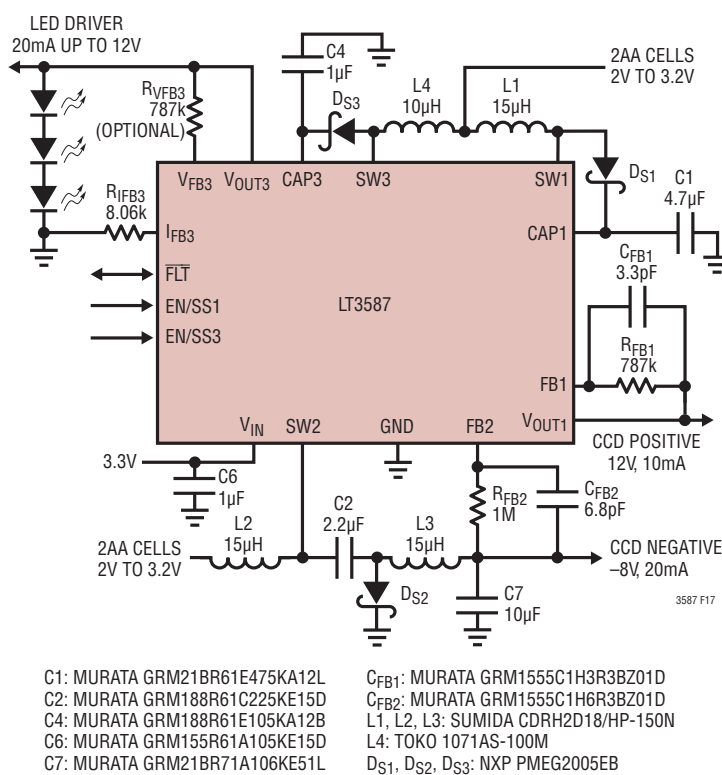 LED DRIVER
20mA UP TO 12V
C4
1µF
2AA CELLS
2V TO 3.2V
RVFB3
787k
(OPTIONAL)
DS3
L4
10µH
L1
15µH
DS1
C1
4.7µF
VFB3 VOUT3 CAP3 SW3 SW1
RIFB3
8.06k
IFB3
CAP1
FLT
EN/SS1
EN/SS3
LT3587
CFB1
3.3pF
RFB1
787k
FB1
VOUT1
CCD POSITIVE
12V, 10mA
VIN SW2 GND FB2
3.3V
C6
1µF
RFB2
1M
CFB2
6.8pF
2AA CELLS
2V TO 3.2V
L2
15µH
C2
2.2µF
L3
15µH
DS2
C7
10µF
CCD NEGATIVE
–8V, 20mA
3587 F17
C1: MURATA GRM21BR61E475KA12L
C2: MURATA GRM188R61C225KE15D
C4: MURATA GRM188R61E105KA12B
C6: MURATA GRM155R61A105KE15D
C7: MURATA GRM21BR71A106KE51L
CFB1: MURATA GRM1555C1H3R3BZ01D
CFB2: MURATA GRM1555C1H6R3BZ01D
L1, L2, L3: SUMIDA CDRH2D18/HP-150N
L4: TOKO 1071AS-100M
DS1, DS2, DS3: NXP PMEG2005EB